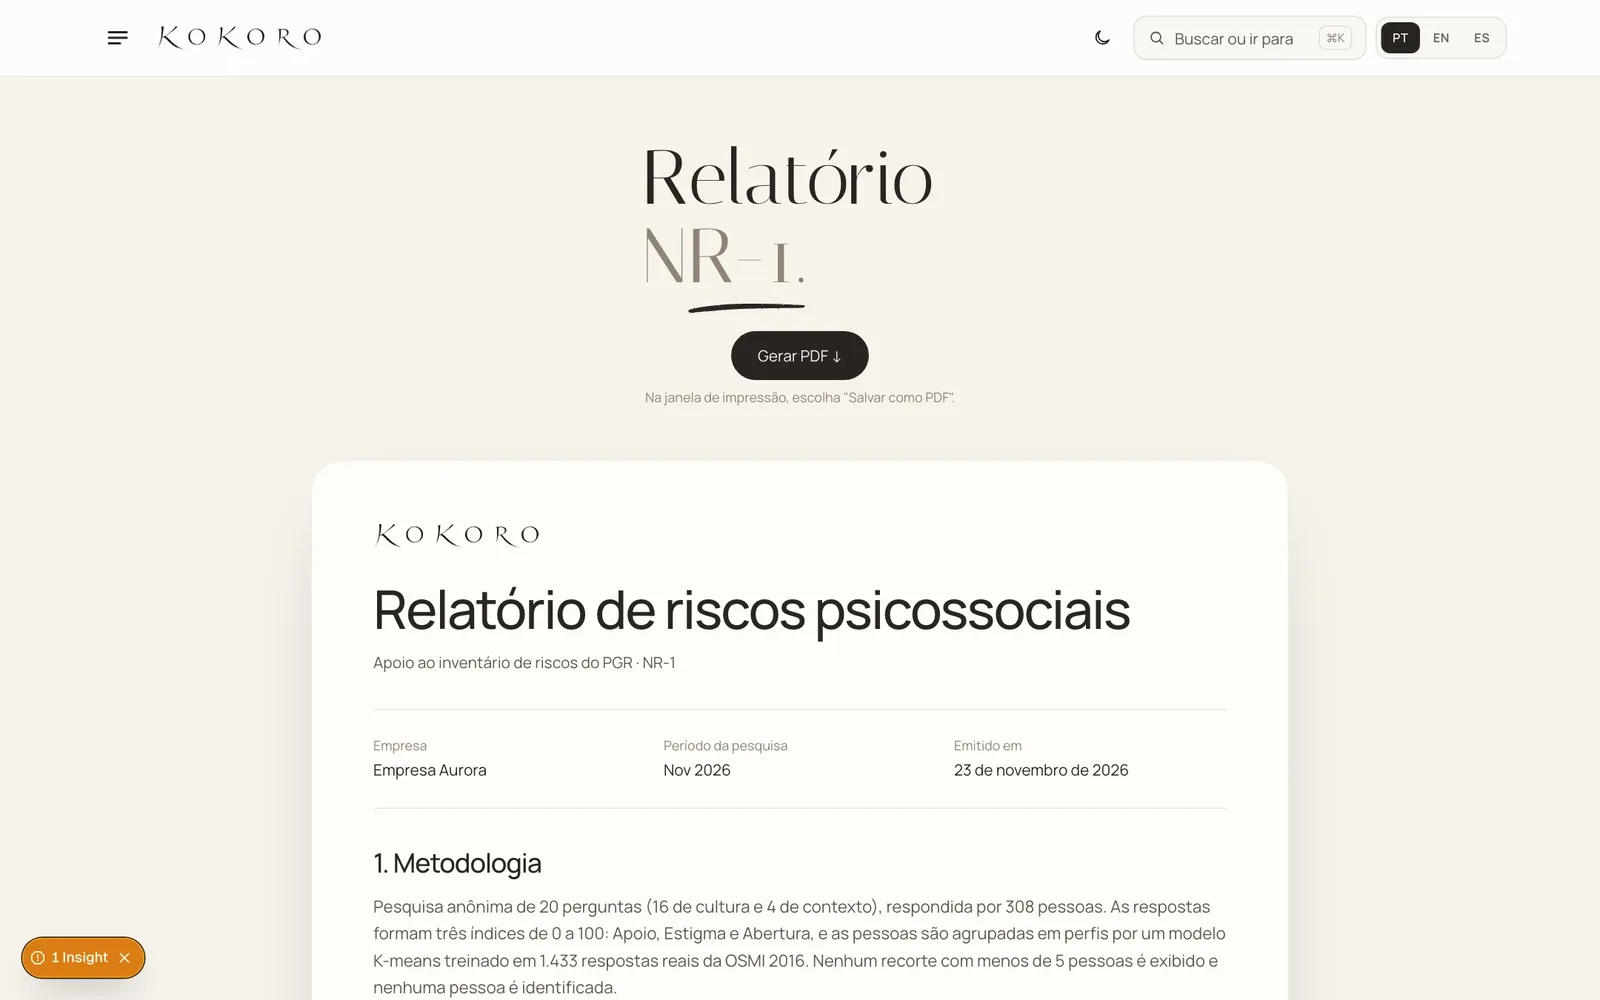 KOKORO
Buscar ou ir para
⌘K
PT
EN
ES
Relatório
NR-1.
Gerar PDF ↓
Na janela de impressão, escolha "Salvar como PDF".
KOKORO
Relatório de riscos psicossociais
Apoio ao inventário de riscos do PGR · NR-1
Empresa
Período da pesquisa
Emitido em
Empresa Aurora
Nov 2026
23 de novembro de 2026
1. Metodologia
Pesquisa anônima de 20 perguntas (16 de cultura e 4 de contexto), respondida por 308 pessoas. As respostas
formam três índices de 0 a 100: Apoio, Estigma e Abertura, e as pessoas são agrupadas em perfis por um modelo
K-means treinado em 1.433 respostas reais da OSMI 2016. Nenhum recorte com menos de 5 pessoas é exibido e
nenhuma pessoa é identificada.
1 Insight